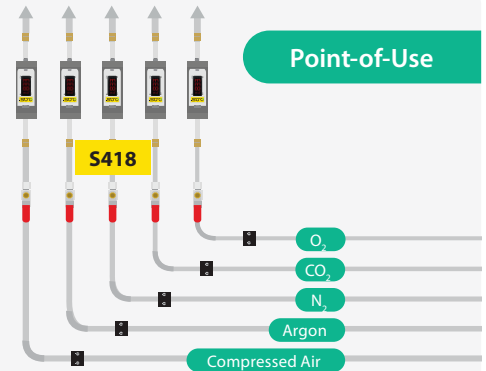 Point-of-Use
S418
O₂
CO₂
N₂
Argon
Compressed Air